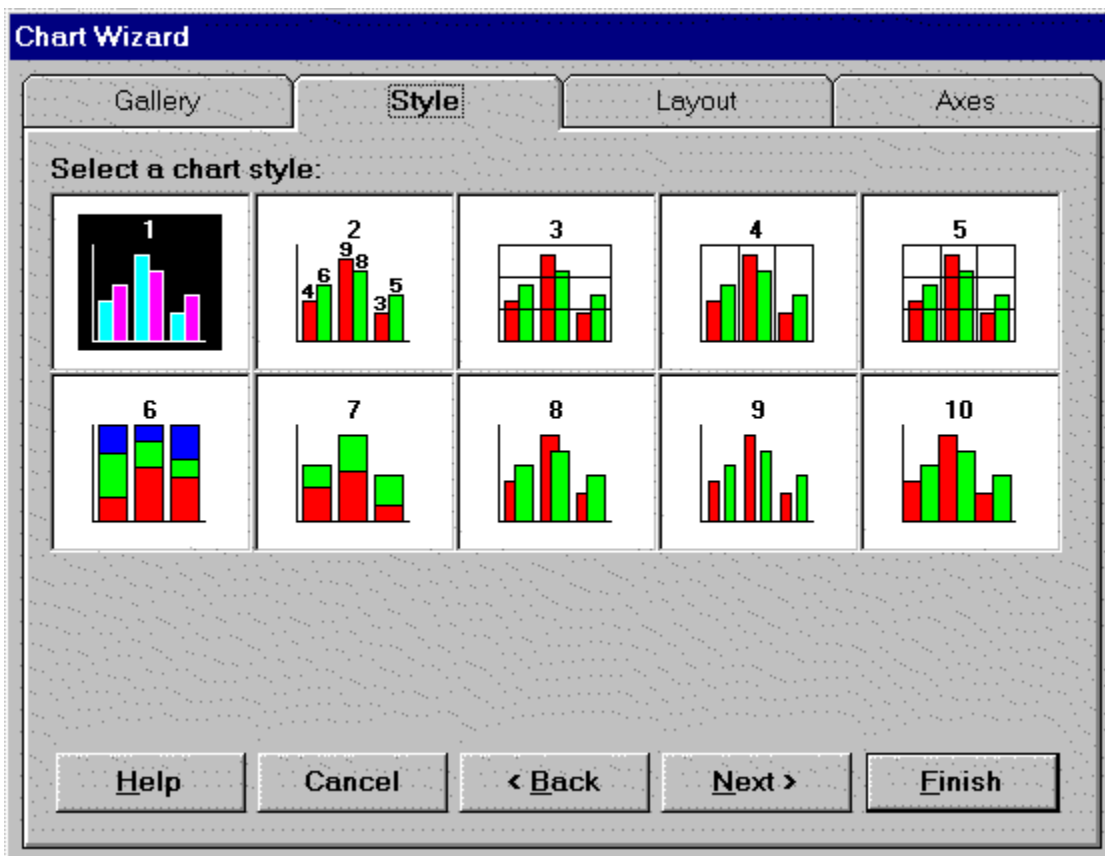 Chart Wizard
Gallery Style Layout Axes
Select a chart style:
1 2 3 4 5
4 6 9 8 3 5
6 7 8 9 10
Help Cancel < Back Next > Finish